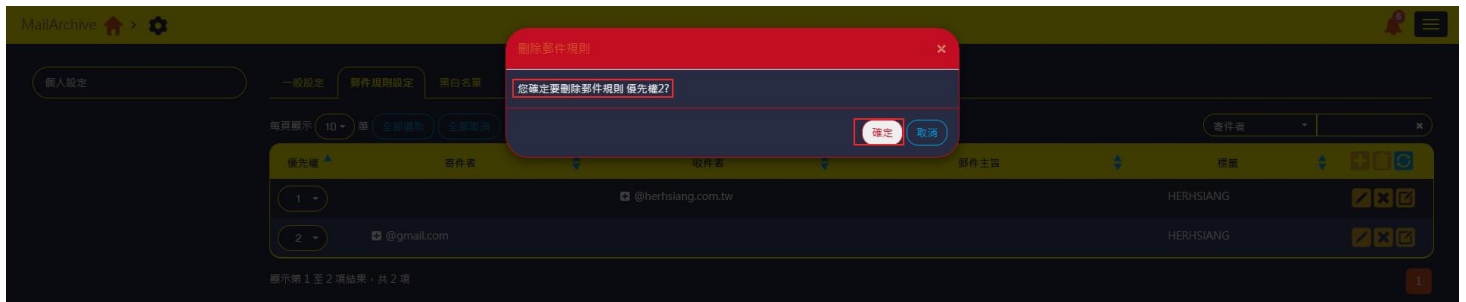 MailArchive
6
刪除郵件規則
×
個人設定
一般設定 郵件規則設定 黑白名單
您確定要刪除郵件規則 優先權2?
確定 取消
每頁顯示 10 筆 全部選取 全部取消
寄件者
優先權 寄件者 收件者 郵件主旨 標籤
1 @herhsiang.com.tw HERHSIANG
2 @gmail.com HERHSIANG
顯示第 1 至 2 項結果，共 2 項
1